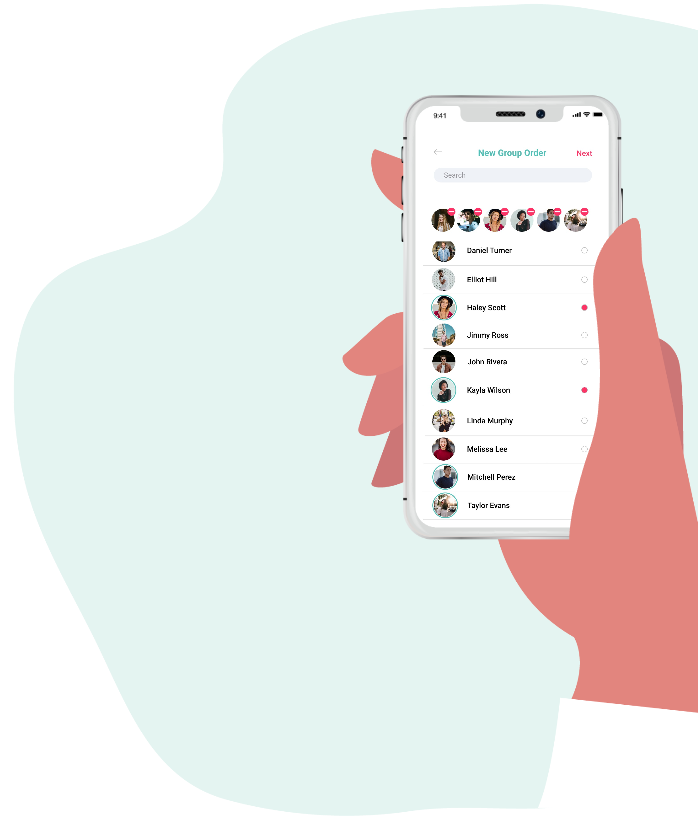 9:41
New Group Order
Next
Search
Daniel Turner
Elliot Hill
Haley Scott
Jimmy Ross
John Rivera
Kayla Wilson
Linda Murphy
Melissa Lee
Mitchell Perez
Taylor Evans